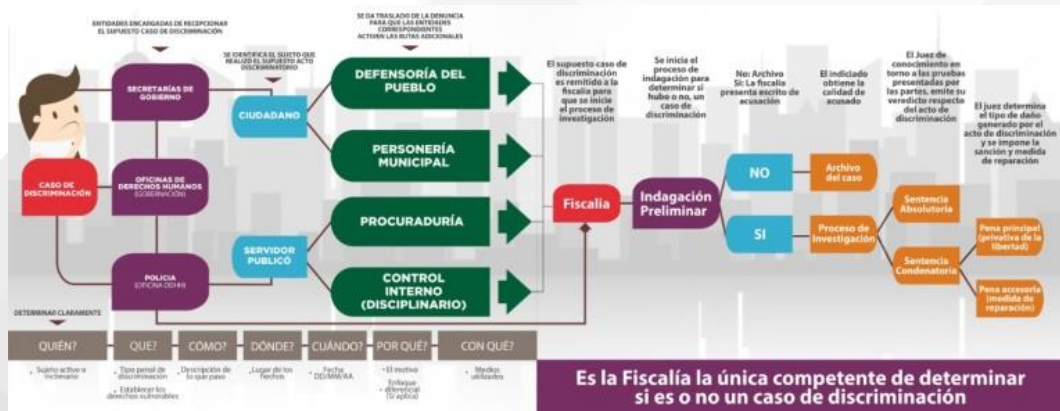 ENTIDADES ENCARGADAS DE RECEPCIONAR
EL SUPUESTO CASO DE DISCRIMINACIÓN
SE IDENTIFICA EL SUJETO QUE
REALIZÓ EL SUPUESTO ACTO
DISCRIMINATORIO
SE DA TRASLADO DE LA DENUNCIA
PARA QUE LAS ENTIDADES
CORRESPONDIENTES
ACTIVEN LAS RUTAS ADICIONALES
CASO DE
DISCRIMINACIÓN
SECRETARÍAS DE
GOBIERNO
OFICINAS DE
DERECHOS HUMANOS
(GOBERNACIÓN)
POLICIA
(OFICINA DDHH)
CIUDADANO
SERVIDOR
PUBLICÓ
DEFENSORÍA DEL
PUEBLO
PERSONERÍA
MUNICIPAL
PROCURADURÍA
CONTROL
INTERNO
(DISCIPLINARIO)
El supuesto caso de
discriminación
es remitido a la
fiscalía para
que se inicie
el proceso de
investigación
Fiscalia
Se inicia el
proceso de
indagación para
determinar si
hubo o no, un
caso de
discriminación
Indagación
Preliminar
No: Archivo
Si: La fiscalía
presenta escrito de
acusación
NO
SI
El indiciado
obtiene la
calidad de
acusado
Archivo
del caso
Proceso de
Investigación
El Juez de
conocimiento en
torno a las pruebas
presentadas por
las partes, emite su
veredicto respecto
del acto de
discriminación
Sentencia
Absolutoria
Sentencia
Condenatoria
El juez determina
el tipo de daño
generado por el
acto de discriminación
y se impone la
sanción y medida
de reparación
Pena principal
(privativa de la
libertad)
Pena accesoria
(medida de
reparación)
DETERMINAR CLARAMENTE
QUIÉN?
QUE?
CÓMO?
DÓNDE?
CUÁNDO?
POR QUÉ?
CON QUÉ?
Sujeto activo o
victimario
Tipo penal de
discriminación
Establecer los
derechos vulnerables
Descripción de
lo que paso
Lugar de los
hechos
Fecha
DD/MM/AA
El motivo
Enfoque
diferencial
(Si aplica)
Medios
utilizados
Es la Fiscalía la única competente de determinar
si es o no un caso de discriminación